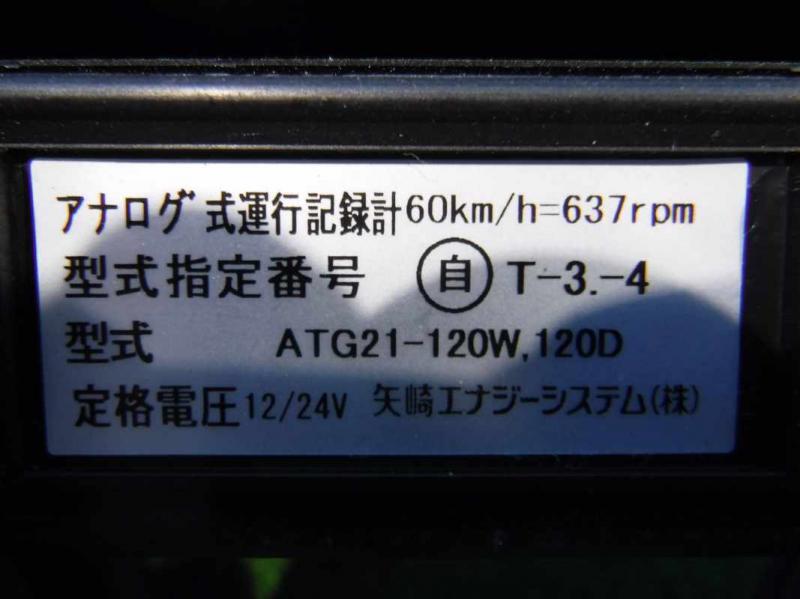 アナログ式運行記録計60km/h=637rpm
型式指定番号 ㊀自 T-3.-4
型式 ATG21-120W,120D
定格電圧12/24V 矢崎エナジーシステム(株)